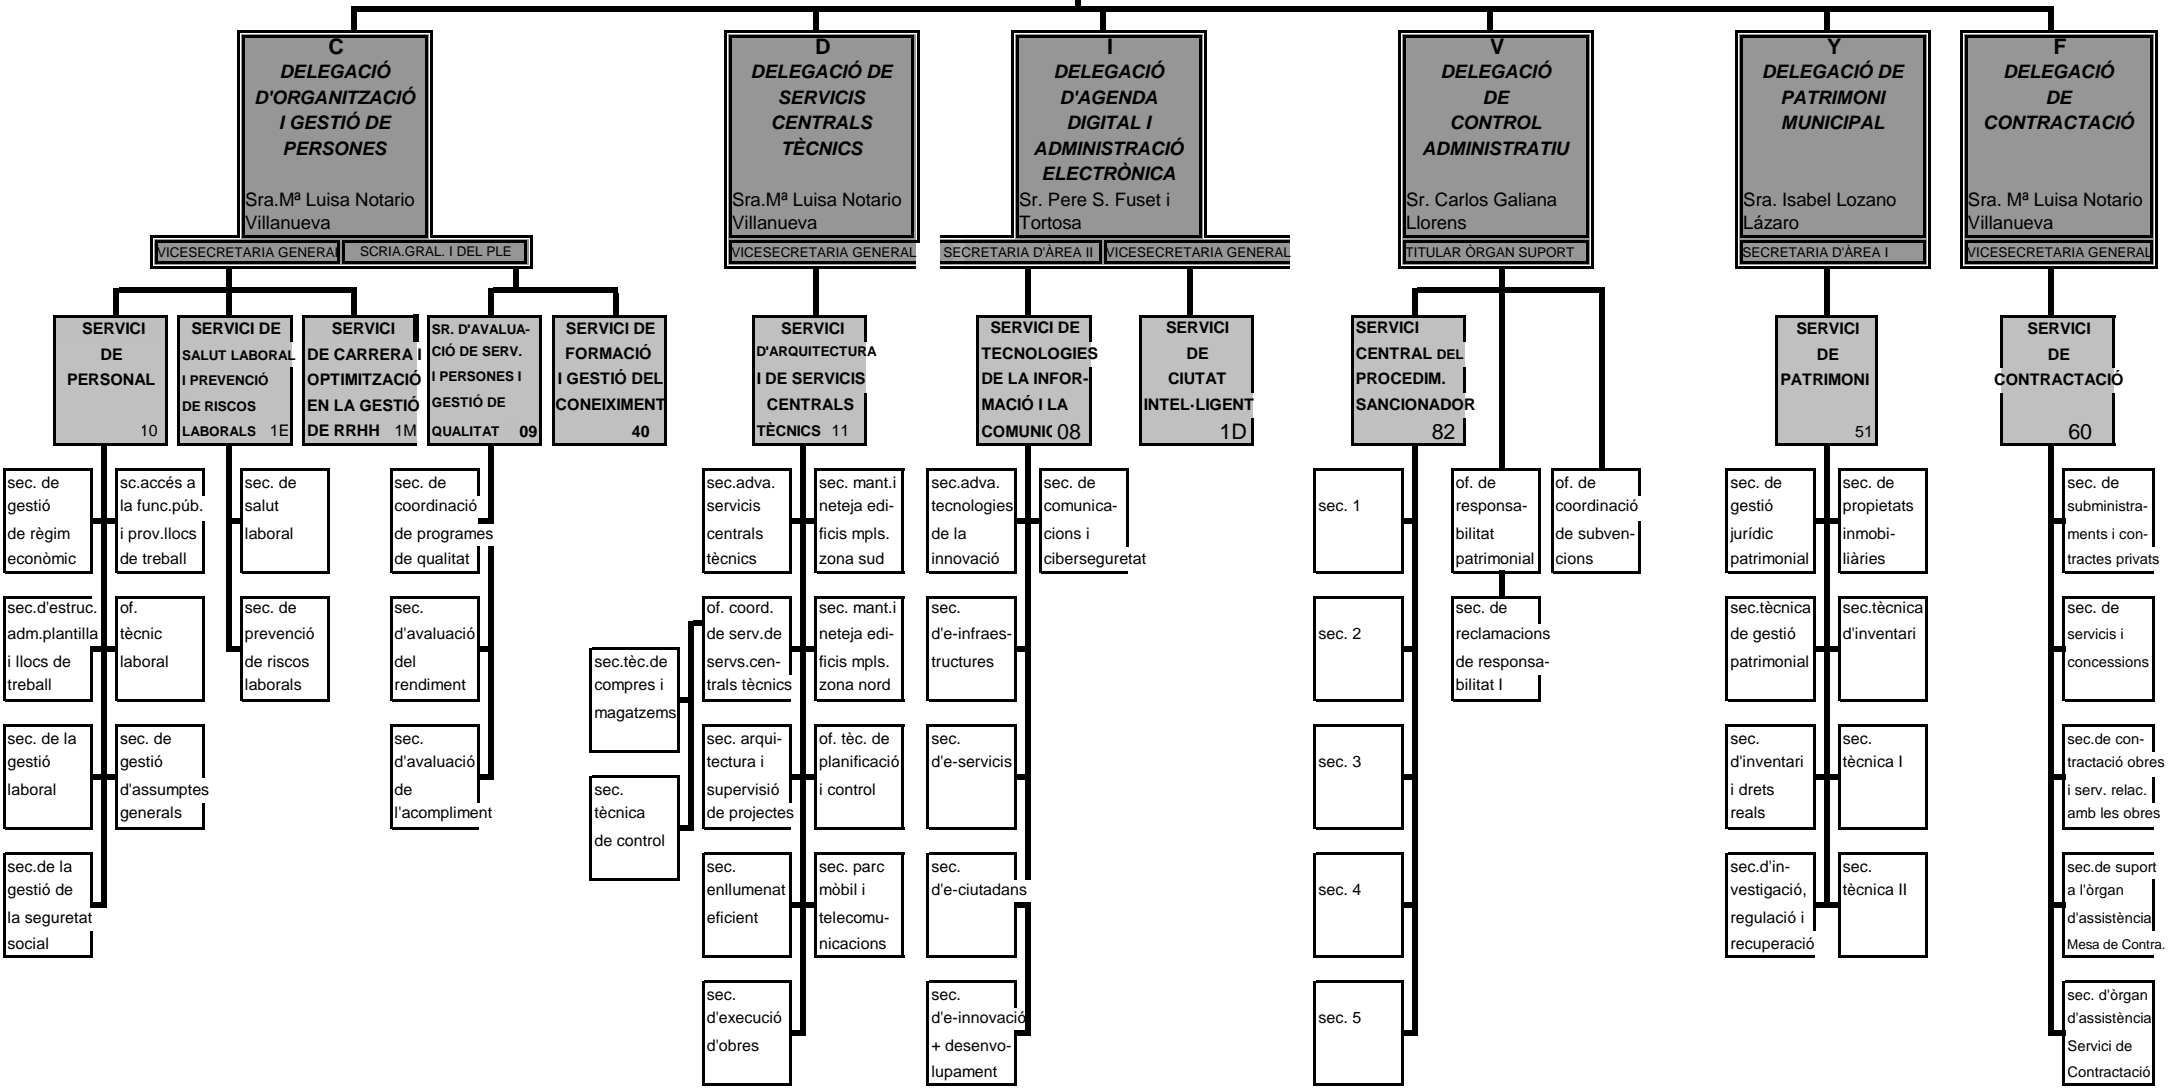 C
DELEGACIÓ
D'ORGANITZACIÓ
I GESTIÓ DE
PERSONES
Sra.Mª Luisa Notario
Villanueva
VICESECRETARIA GENERAL
SCRIA.GRAL. I DEL PLE
D
DELEGACIÓ DE
SERVICIS
CENTRALS
TÈCNICS
Sra.Mª Luisa Notario
Villanueva
VICESECRETARIA GENERAL
I
DELEGACIÓ
D'AGENDA
DIGITAL I
ADMINISTRACIÓ
ELECTRÒNICA
Sr. Pere S. Fuset i
Tortosa
SECRETARIA D'ÀREA II
VICESECRETARIA GENERAL
V
DELEGACIÓ
DE
CONTROL
ADMINISTRATIU
Sr. Carlos Galiana
Llorens
TITULAR ÒRGAN SUPORT
Y
DELEGACIÓ DE
PATRIMONI
MUNICIPAL
Sra. Isabel Lozano
Lázaro
SECRETARIA D'ÀREA I
F
DELEGACIÓ
DE
CONTRACTACIÓ
Sra. Mª Luisa Notario
Villanueva
VICESECRETARIA GENERAL
SERVICI
DE
PERSONAL
10
SERVICI DE
SALUT LABORAL
I PREVENCIÓ
DE RISCOS
LABORALS 1E
SERVICI
DE CARRERA I
OPTIMITZACIÓ
EN LA GESTIÓ
DE RRHH 1M
SR. D'AVALUA-
CIÓ DE SERV.
I PERSONES I
GESTIÓ DE
QUALITAT 09
SERVICI DE
FORMACIÓ
I GESTIÓ DEL
CONEIXIMENT
40
SERVICI
D'ARQUITECTURA
I DE SERVICIS
CENTRALS
TÈCNICS 11
SERVICI DE
TECNOLOGIES
DE LA INFOR-
MACIÓ I LA
COMUNIC 08
SERVICI
DE
CIUTAT
INTEL·LIGENT
1D
SERVICI
CENTRAL DEL
PROCEDIM.
SANCIONADOR
82
SERVICI
DE
PATRIMONI
51
SERVICI
DE
CONTRACTACIÓ
60
sec. de
gestió
de règim
econòmic
sc.accés a
la func.púb.
i prov.llocs
de treball
sec.d'estruc.
adm.plantilla
i llocs de
treball
of.
tècnic
laboral
sec. de la
gestió
laboral
sec. de
gestió
d'assumptes
generals
sec.de la
gestió de
la seguretat
social
sec. de
salut
laboral
sec. de
prevenció
de riscos
laborals
sec. de
coordinació
de programes
de qualitat
sec.
d'avaluació
del
rendiment
sec.
d'avaluació
de
l'acompliment
sec.tèc.de
compres i
magatzems
sec.
tècnica
de control
sec.adva.
servicis
centrals
tècnics
sec. mant.i
neteja edi-
ficis mpls.
zona sud
of. coord.
de serv.de
servs.cen-
trals tècnics
sec. mant.i
neteja edi-
ficis mpls.
zona nord
sec. arqui-
tectura i
supervisió
de projectes
of. tèc. de
planificació
i control
sec.
enllumenat
eficient
sec. parc
mòbil i
telecomu-
nicacions
sec.
d'execució
d'obres
sec.adva.
tecnologies
de la
innovació
sec. de
comunica-
cions i
ciberseguretat
sec.
d'e-infraes-
tructures
sec.
d'e-servicis
sec.
d'e-ciutadans
sec.
d'e-innovació
+ desenvo-
lupament
sec. 1
sec. 2
sec. 3
sec. 4
sec. 5
of. de
responsa-
bilitat
patrimonial
of. de
coordinació
de subven-
cions
sec. de
reclamacions
de responsa-
bilitat I
sec. de
gestió
jurídic
patrimonial
sec. de
propietats
inmobi-
liàries
sec.tècnica
de gestió
patrimonial
sec.tècnica
d'inventari
sec.
d'inventari
i drets
reals
sec.
tècnica I
sec.d'in-
vestigació,
regulació i
recuperació
sec.
tècnica II
sec. de
subministra-
ments i con-
tractes privats
sec. de
servicis i
concessions
sec.de con-
tractació obres
i serv. relac.
amb les obres
sec.de suport
a l'òrgan
d'assistència
Mesa de Contra.
sec. d'òrgan
d'assistència
Servici de
Contractació